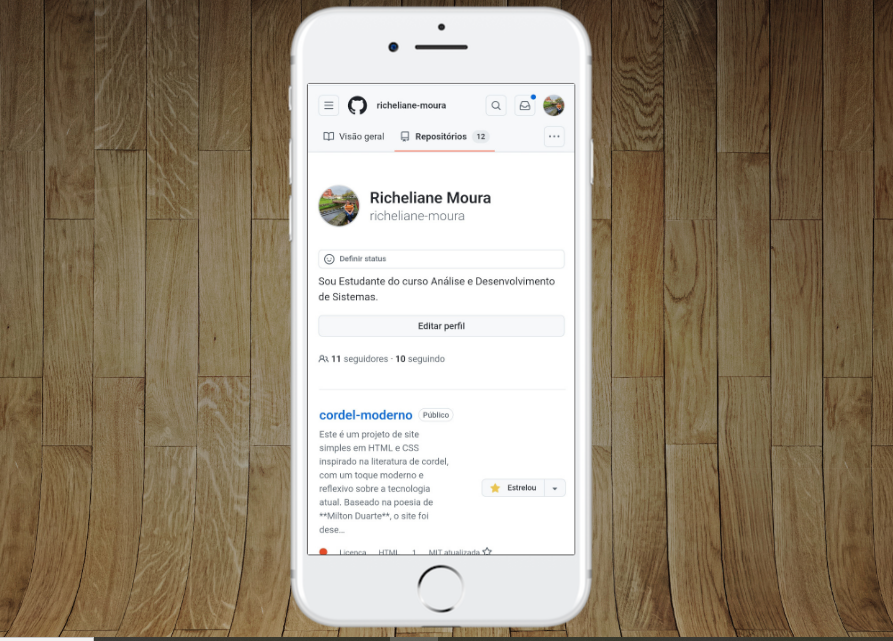 richeliane-moura
Visão geral Repositórios 12
Richeliane Moura
richeliane-moura
Definir status
Sou Estudante do curso Análise e Desenvolvimento
de Sistemas.
Editar perfil
11 seguidores · 10 seguindo
cordel-moderno Público
Este é um projeto de site
simples em HTML e CSS
inspirado na literatura de cordel,
com um toque moderno e
reflexivo sobre a tecnologia
Estrelou
atual. Baseado na poesia de
**Milton Duarte**, o site foi
dese...
Licença HTML 1 MIT atualizada